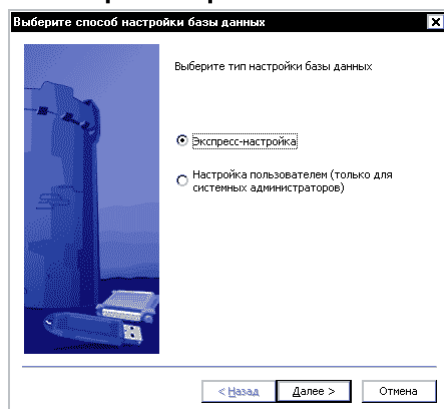 Выберите способ настройки базы данных
Выберите тип настройки базы данных
Экспресс-настройка
Настройка пользователем (только для
системных администраторов)
< Назад
Далее >
Отмена